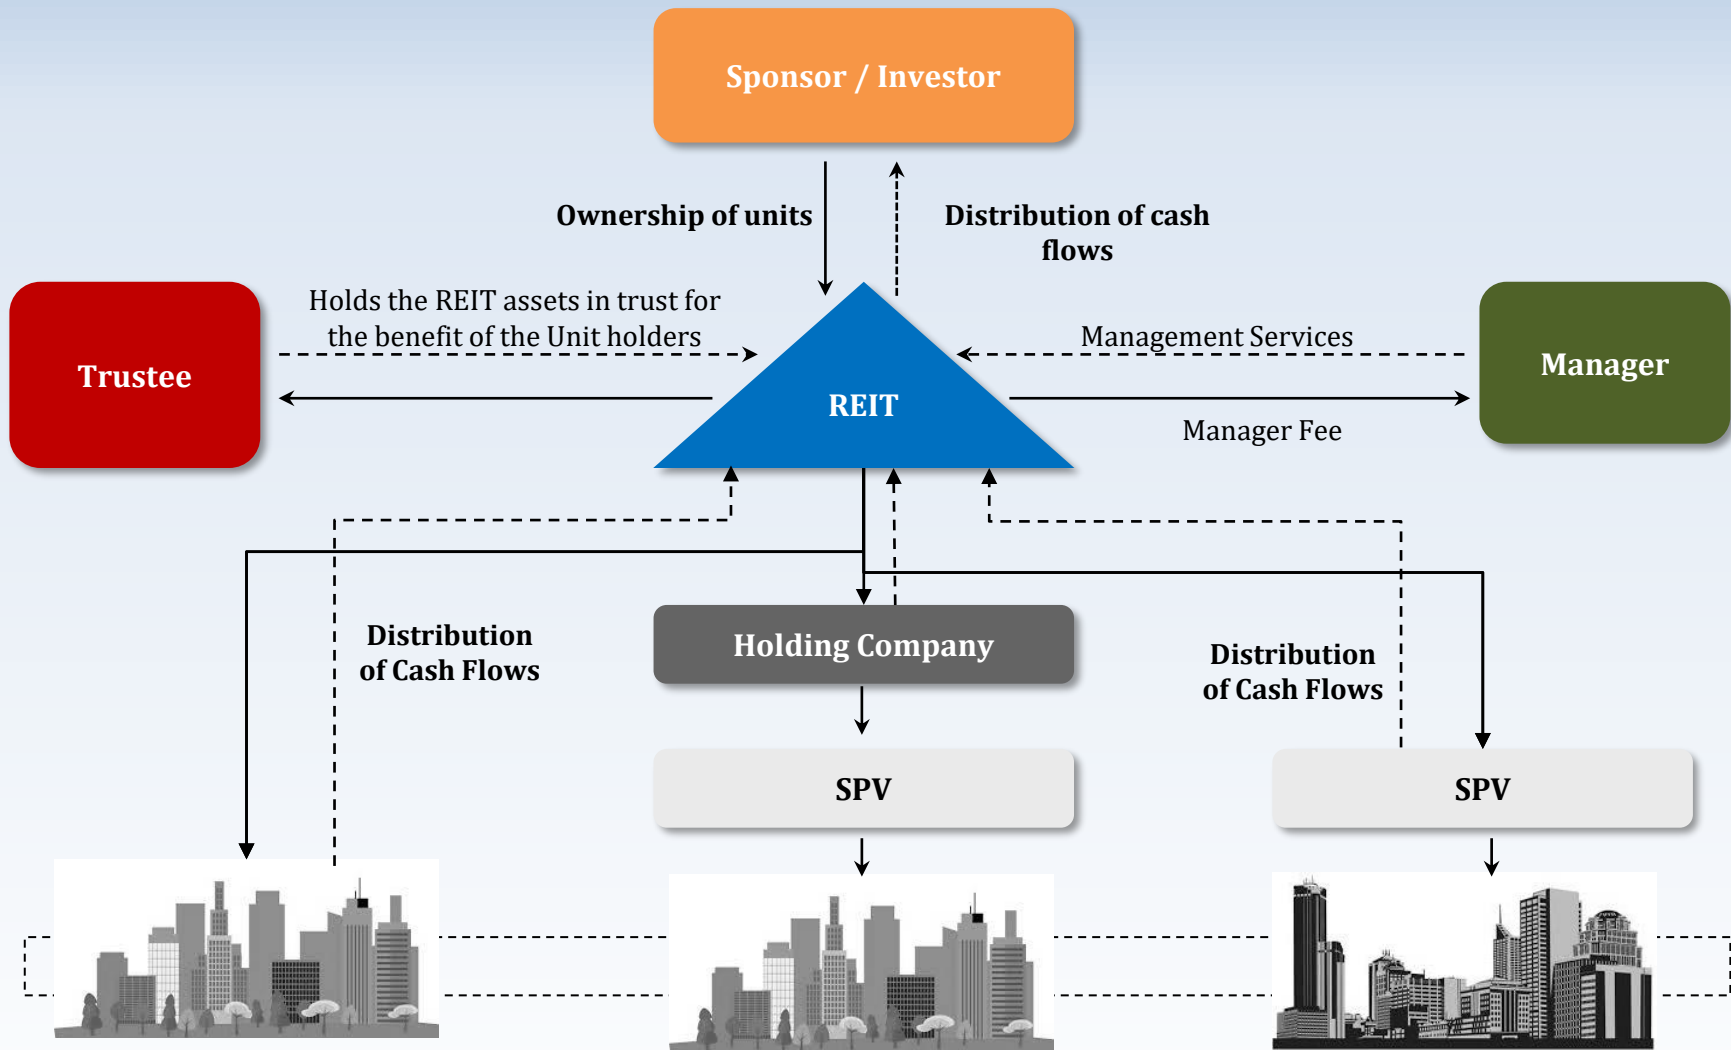 Sponsor / Investor
Ownership of units
Distribution of cash
flows
Holds the REIT assets in trust for
the benefit of the Unit holders
Management Services
Trustee
REIT
Manager
Manager Fee
Distribution
of Cash Flows
Holding Company
Distribution
of Cash Flows
SPV
SPV